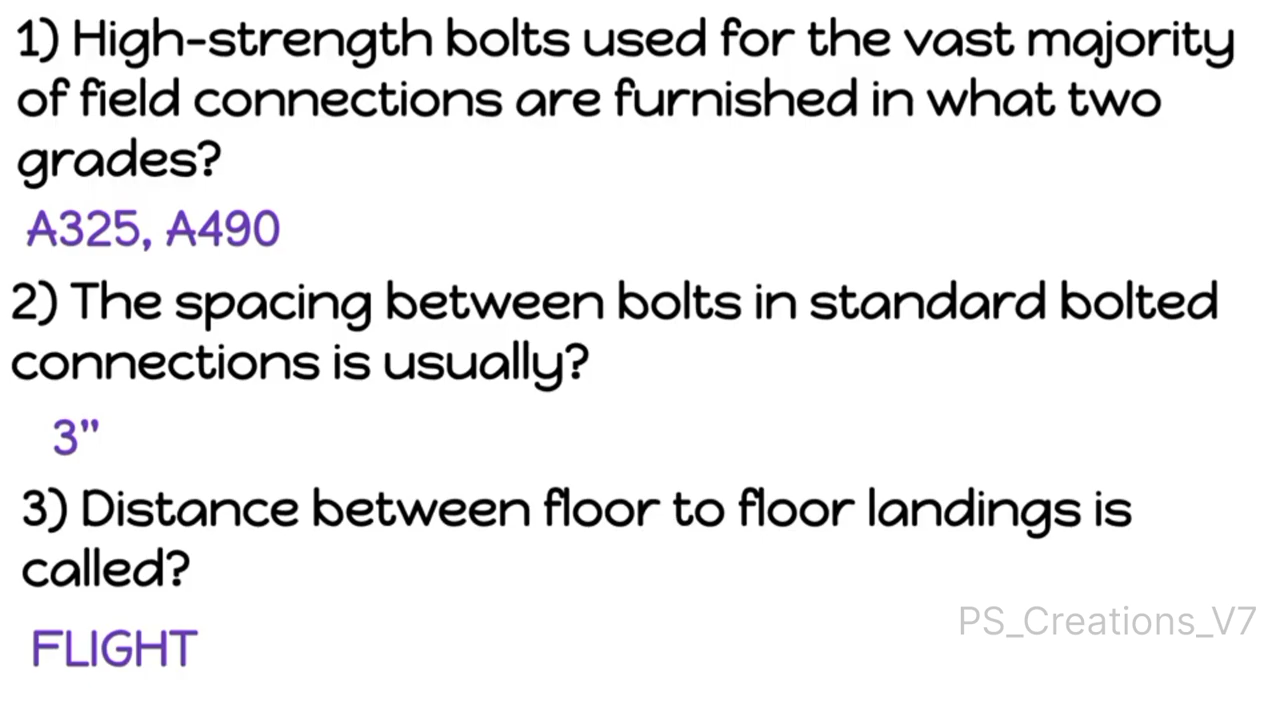 1) High-strength bolts used for the vast majority
of field connections are furnished in what two
grades?
A325, A490
2) The spacing between bolts in standard bolted
connections is usually?
3"
3) Distance between floor to floor landings is
called?
PS_Creations_V7
FLIGHT